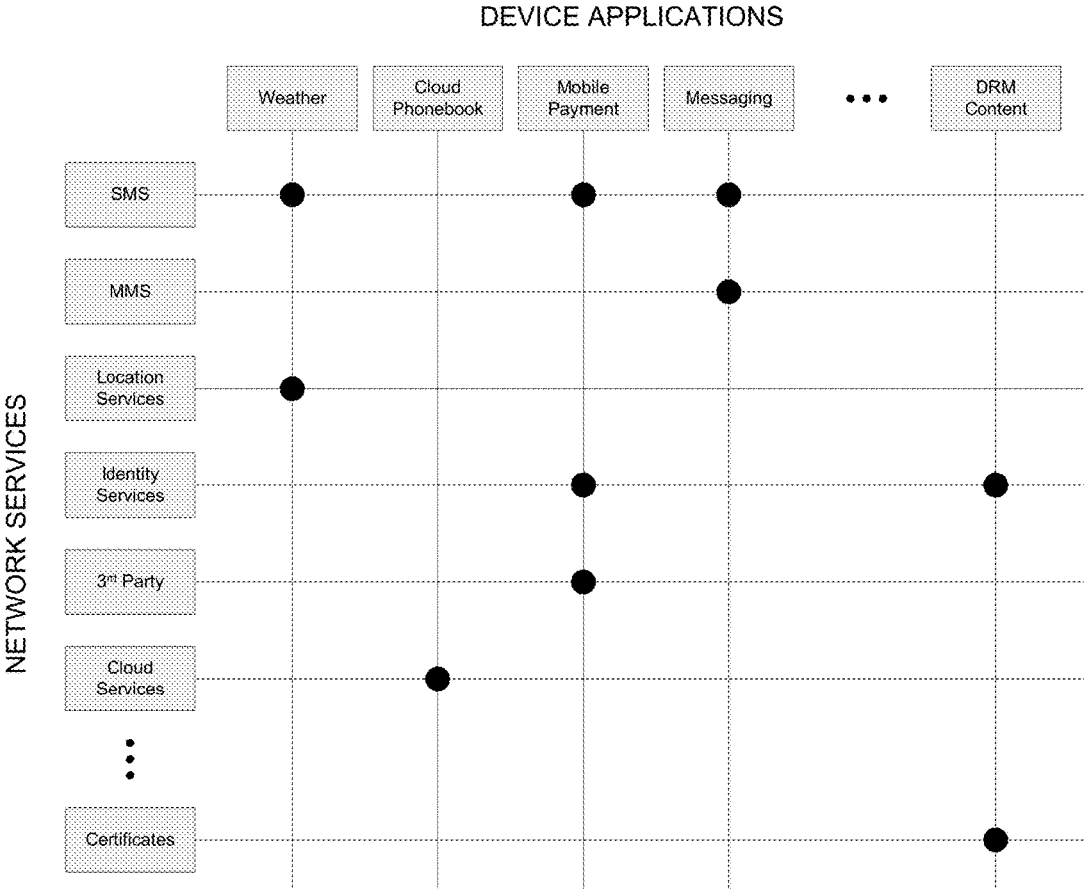 DEVICE APPLICATIONS
Weather
Cloud
Phonebook
Mobile
Payment
Messaging
DRM
Content
NETWORK SERVICES
SMS
MMS
Location
Services
Identity
Services
3rd Party
Cloud
Services
Certificates